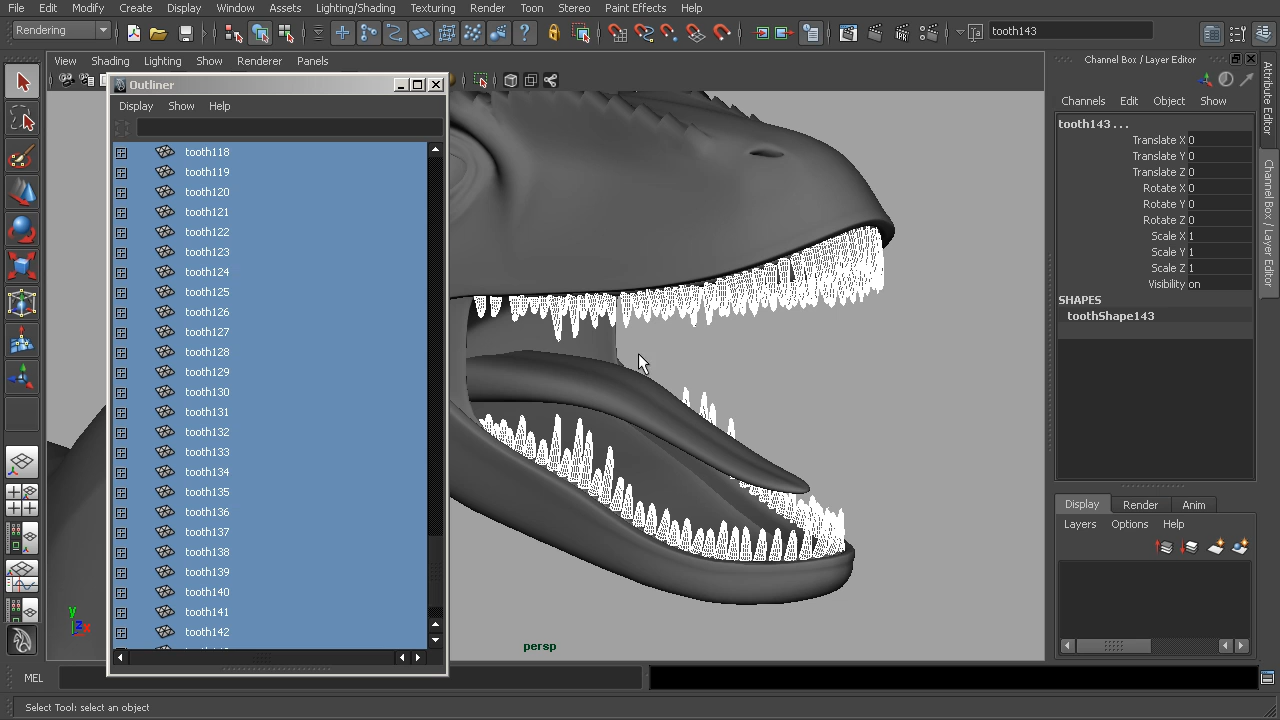 File Edit Modify Create Display Window Assets Lighting/Shading Texturing Render Toon Stereo Paint Effects Help
Rendering
tooth143
View Shading Lighting Show Renderer Panels
Channel Box / Layer Editor
Outliner
Display Show Help
tooth118
tooth119
tooth120
tooth121
tooth122
tooth123
tooth124
tooth125
tooth126
tooth127
tooth128
tooth129
tooth130
tooth131
tooth132
tooth133
tooth134
tooth135
tooth136
tooth137
tooth138
tooth139
tooth140
tooth141
tooth142
y
z x
persp
Channels Edit Object Show
tooth143...
Translate X 0
Translate Y 0
Translate Z 0
Rotate X 0
Rotate Y 0
Rotate Z 0
Scale X 1
Scale Y 1
Scale Z 1
Visibility on
SHAPES
toothShape143
Display Render Anim
Layers Options Help
Attribute Editor
Channel Box / Layer Editor
MEL
Select Tool: select an object